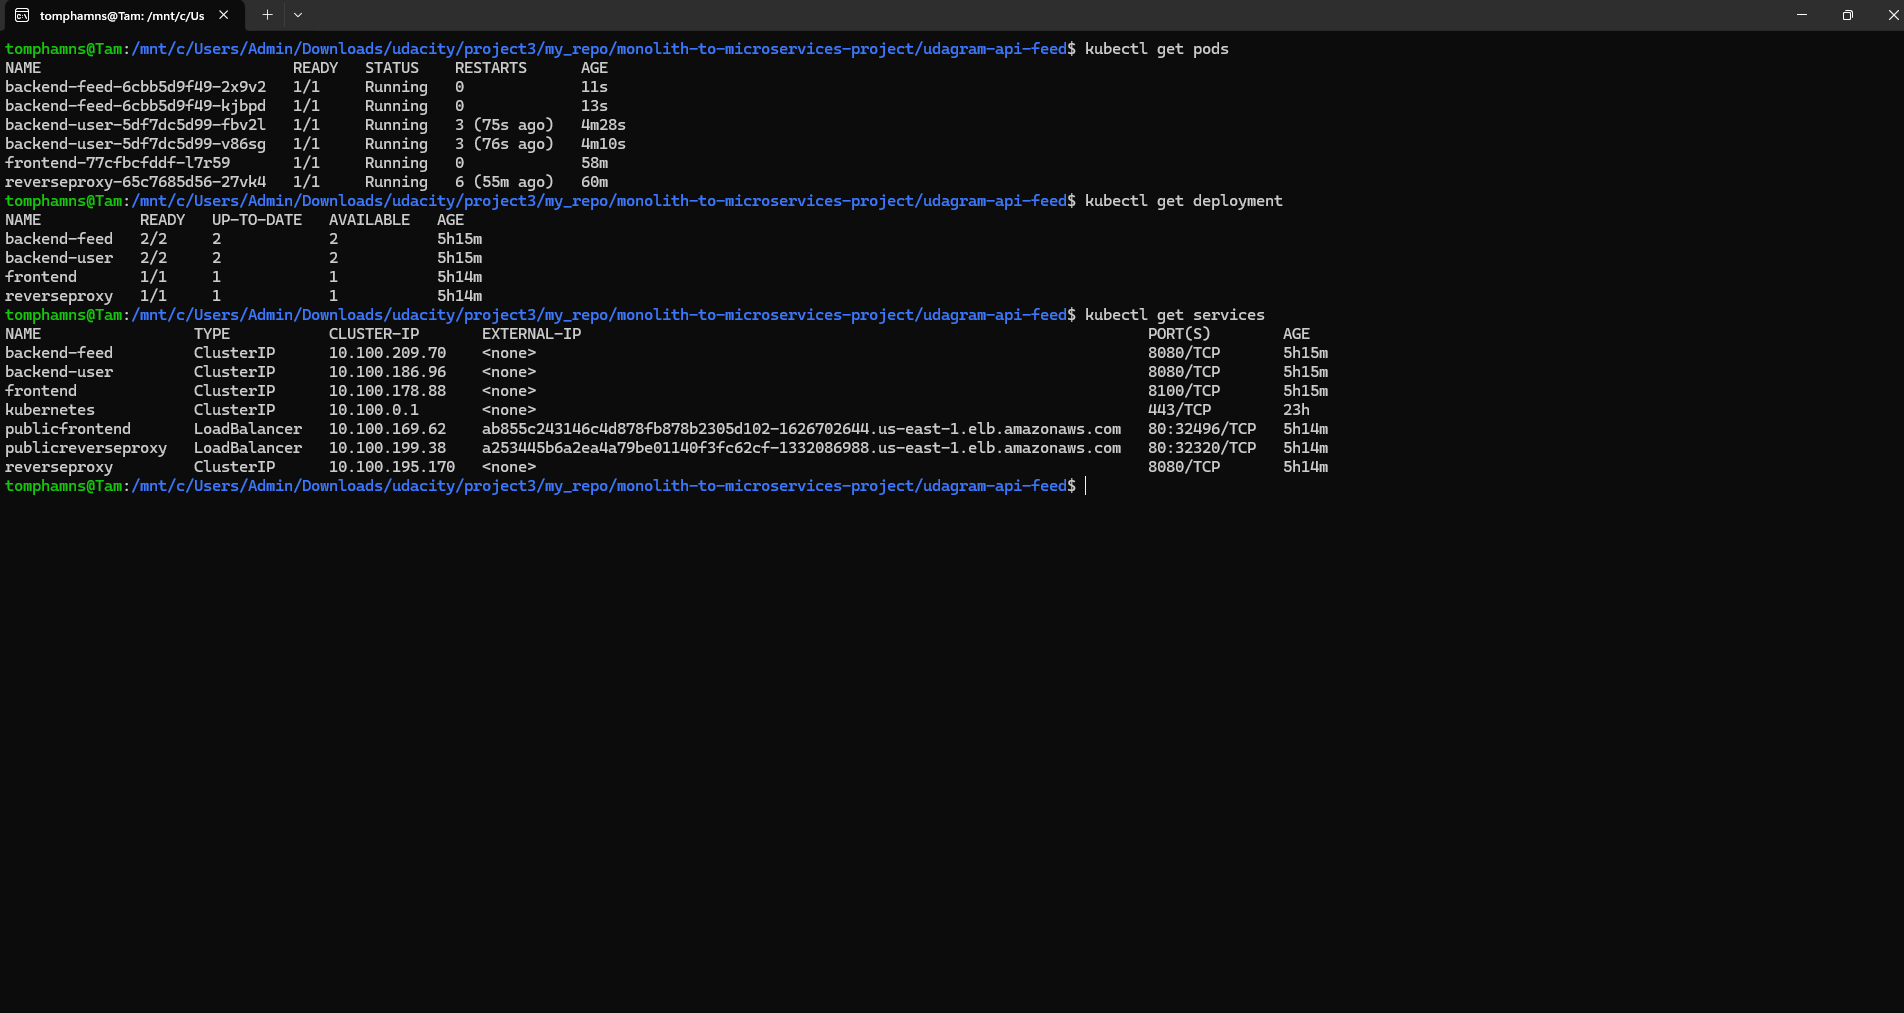 tomphamns@Tam: /mnt/c/Us
tomphamns@Tam:/mnt/c/Users/Admin/Downloads/udacity/project3/my_repo/monolith-to-microservices-project/udagram-api-feed$ kubectl get pods
NAME READY STATUS RESTARTS AGE
backend-feed-6cbb5d9f49-2x9v2 1/1 Running 0 11s
backend-feed-6cbb5d9f49-kjbpd 1/1 Running 0 13s
backend-user-5df7dc5d99-fbv2l 1/1 Running 3 (75s ago) 4m28s
backend-user-5df7dc5d99-v86sg 1/1 Running 3 (76s ago) 4m10s
frontend-77cfbcfddf-l7r59 1/1 Running 0 58m
reverseproxy-65c7685d56-27vk4 1/1 Running 6 (55m ago) 60m
tomphamns@Tam:/mnt/c/Users/Admin/Downloads/udacity/project3/my_repo/monolith-to-microservices-project/udagram-api-feed$ kubectl get deployment
NAME READY UP-TO-DATE AVAILABLE AGE
backend-feed 2/2 2 2 5h15m
backend-user 2/2 2 2 5h15m
frontend 1/1 1 1 5h14m
reverseproxy 1/1 1 1 5h14m
tomphamns@Tam:/mnt/c/Users/Admin/Downloads/udacity/project3/my_repo/monolith-to-microservices-project/udagram-api-feed$ kubectl get services
NAME TYPE CLUSTER-IP EXTERNAL-IP PORT(S) AGE
backend-feed ClusterIP 10.100.209.70 <none> 8080/TCP 5h15m
backend-user ClusterIP 10.100.186.96 <none> 8080/TCP 5h15m
frontend ClusterIP 10.100.178.88 <none> 8100/TCP 5h15m
kubernetes ClusterIP 10.100.0.1 <none> 443/TCP 23h
publicfrontend LoadBalancer 10.100.169.62 ab855c243146c4d878fb878b2305d102-1626702644.us-east-1.elb.amazonaws.com 80:32496/TCP 5h14m
publicreverseproxy LoadBalancer 10.100.199.38 a253445b6a2ea4a79be01140f3fc62cf-1332086988.us-east-1.elb.amazonaws.com 80:32320/TCP 5h14m
reverseproxy ClusterIP 10.100.195.170 <none> 8080/TCP 5h14m
tomphamns@Tam:/mnt/c/Users/Admin/Downloads/udacity/project3/my_repo/monolith-to-microservices-project/udagram-api-feed$